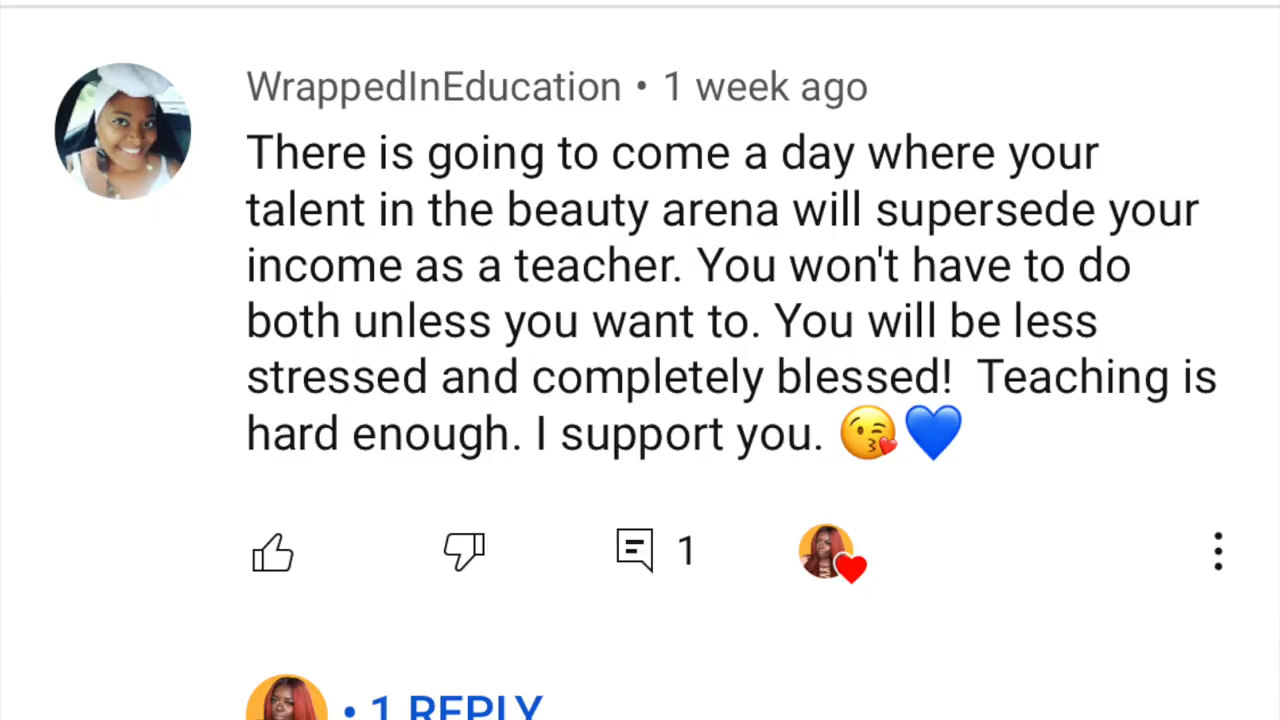 WrappedInEducation • 1 week ago
There is going to come a day where your
talent in the beauty arena will supersede your
income as a teacher. You won't have to do
both unless you want to. You will be less
stressed and completely blessed!  Teaching is
hard enough. I support you. 😘💙
1
• 1 REPLY